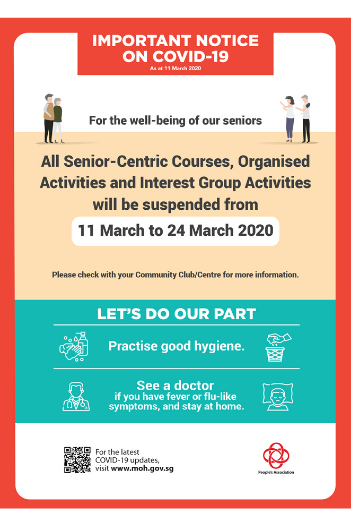 IMPORTANT NOTICE
ON COVID-19
As at 11 March 2020
For the well-being of our seniors
All Senior-Centric Courses, Organised
Activities and Interest Group Activities
will be suspended from
11 March to 24 March 2020
Please check with your Community Club/Centre for more information.
LET'S DO OUR PART
Practise good hygiene.
See a doctor
if you have fever or flu-like
symptoms, and stay at home.
For the latest
COVID-19 updates,
visit www.moh.gov.sg
People's Association